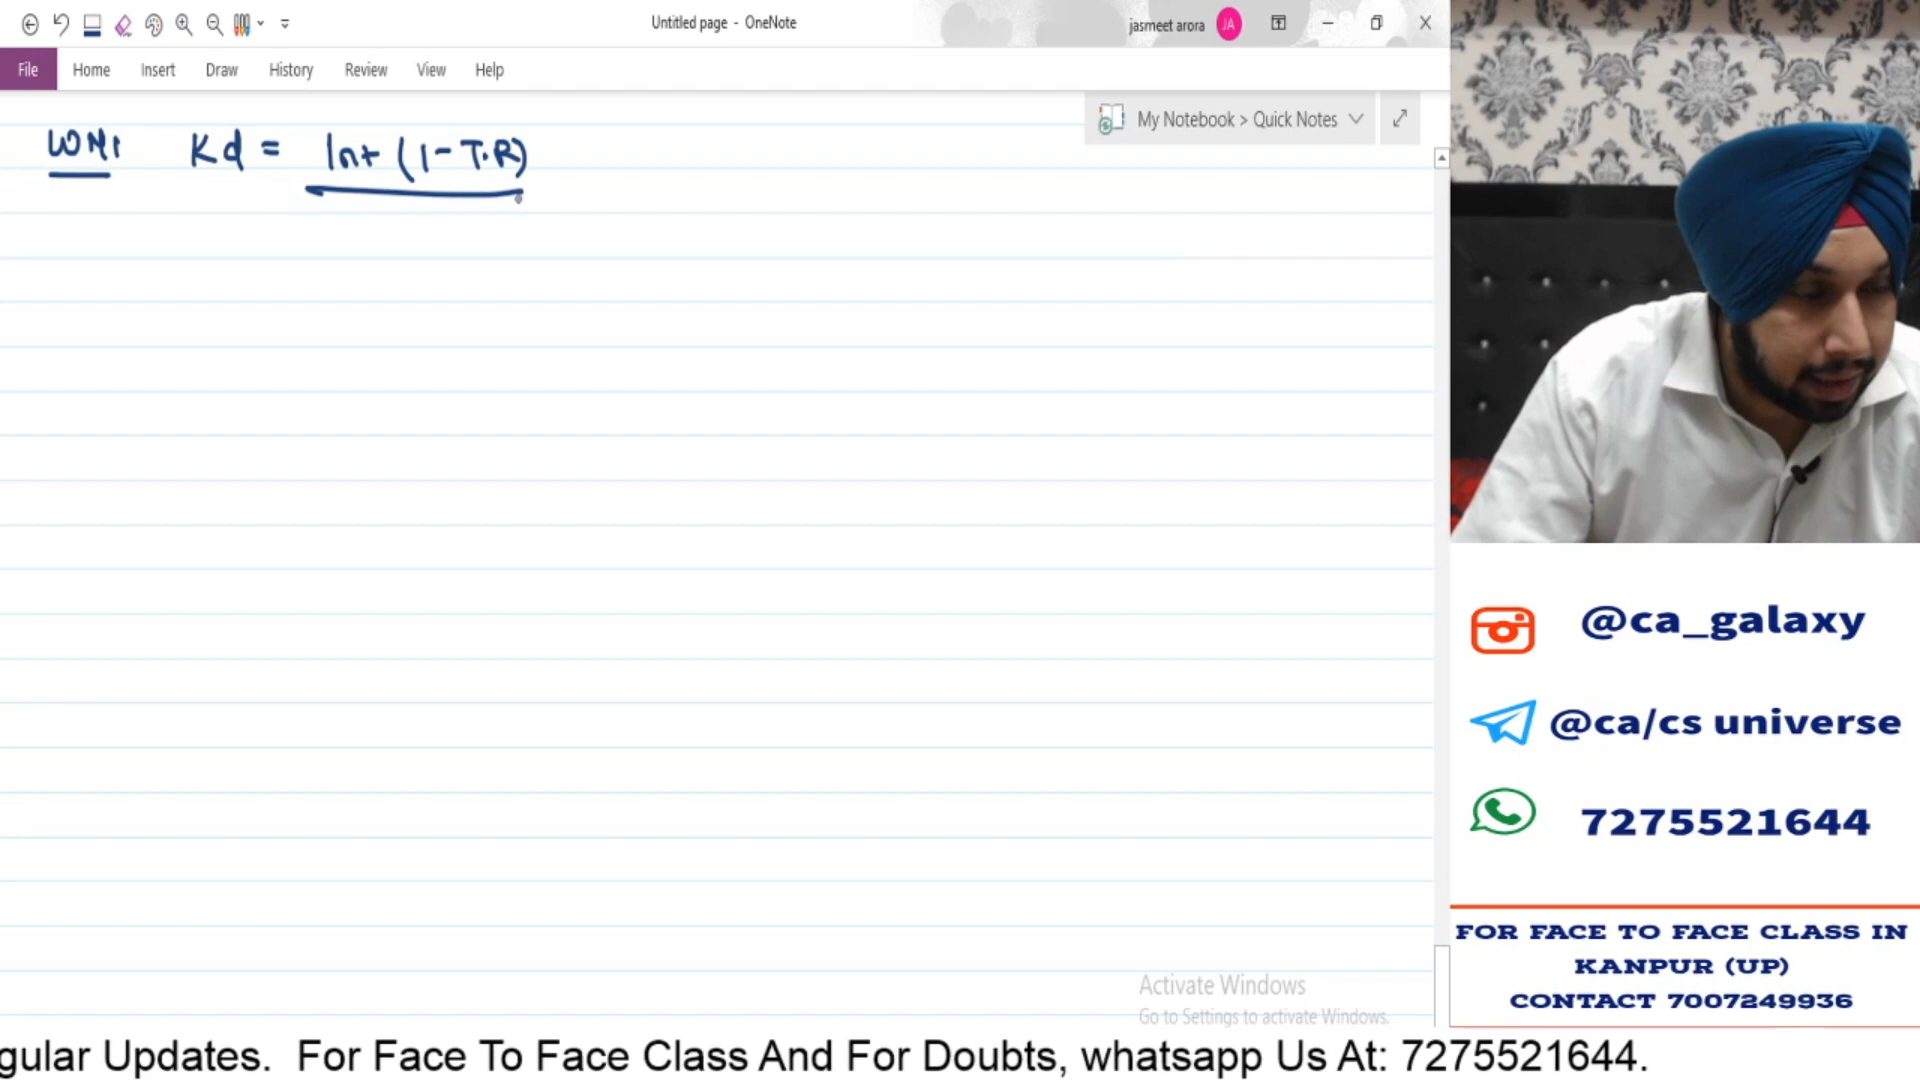 Untitled page - OneNote
jasmeet arora
JA
File Home Insert Draw History Review View Help
My Notebook > Quick Notes
WN1 Kd = Int (1-T.R)
@ca_galaxy
@ca/cs universe
7275521644
FOR FACE TO FACE CLASS IN
KANPUR (UP)
CONTACT 7007249936
Activate Windows
Go to Settings to activate Windows.
gular Updates. For Face To Face Class And For Doubts, whatsapp Us At: 7275521644.